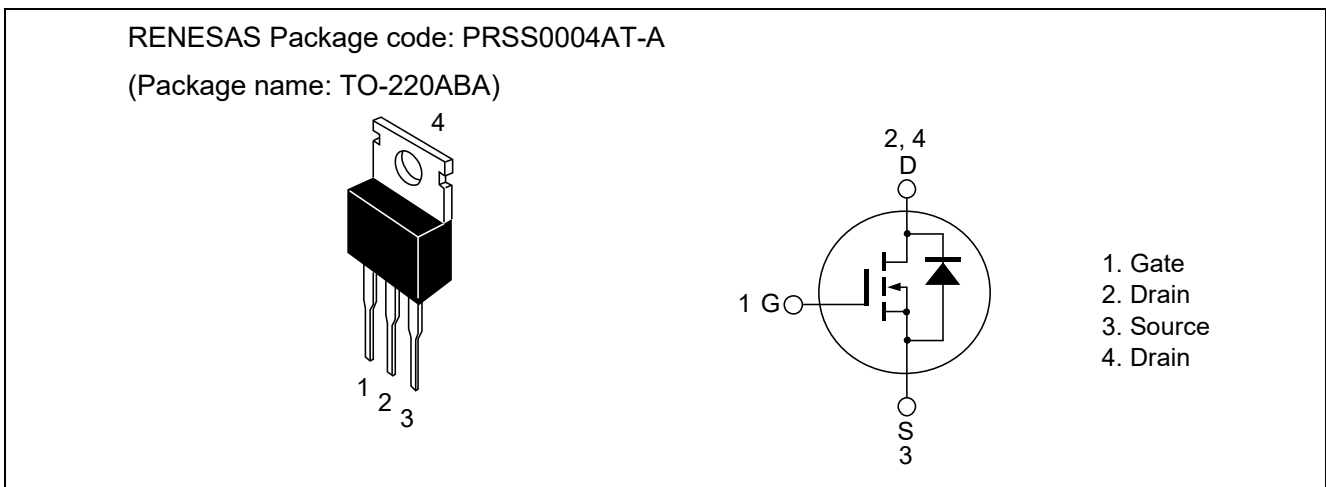 RENESAS Package code: PRSS0004AT-A
(Package name: TO-220ABA)
4
1
2
3
2, 4
D
1 G
S
3
1. Gate
2. Drain
3. Source
4. Drain